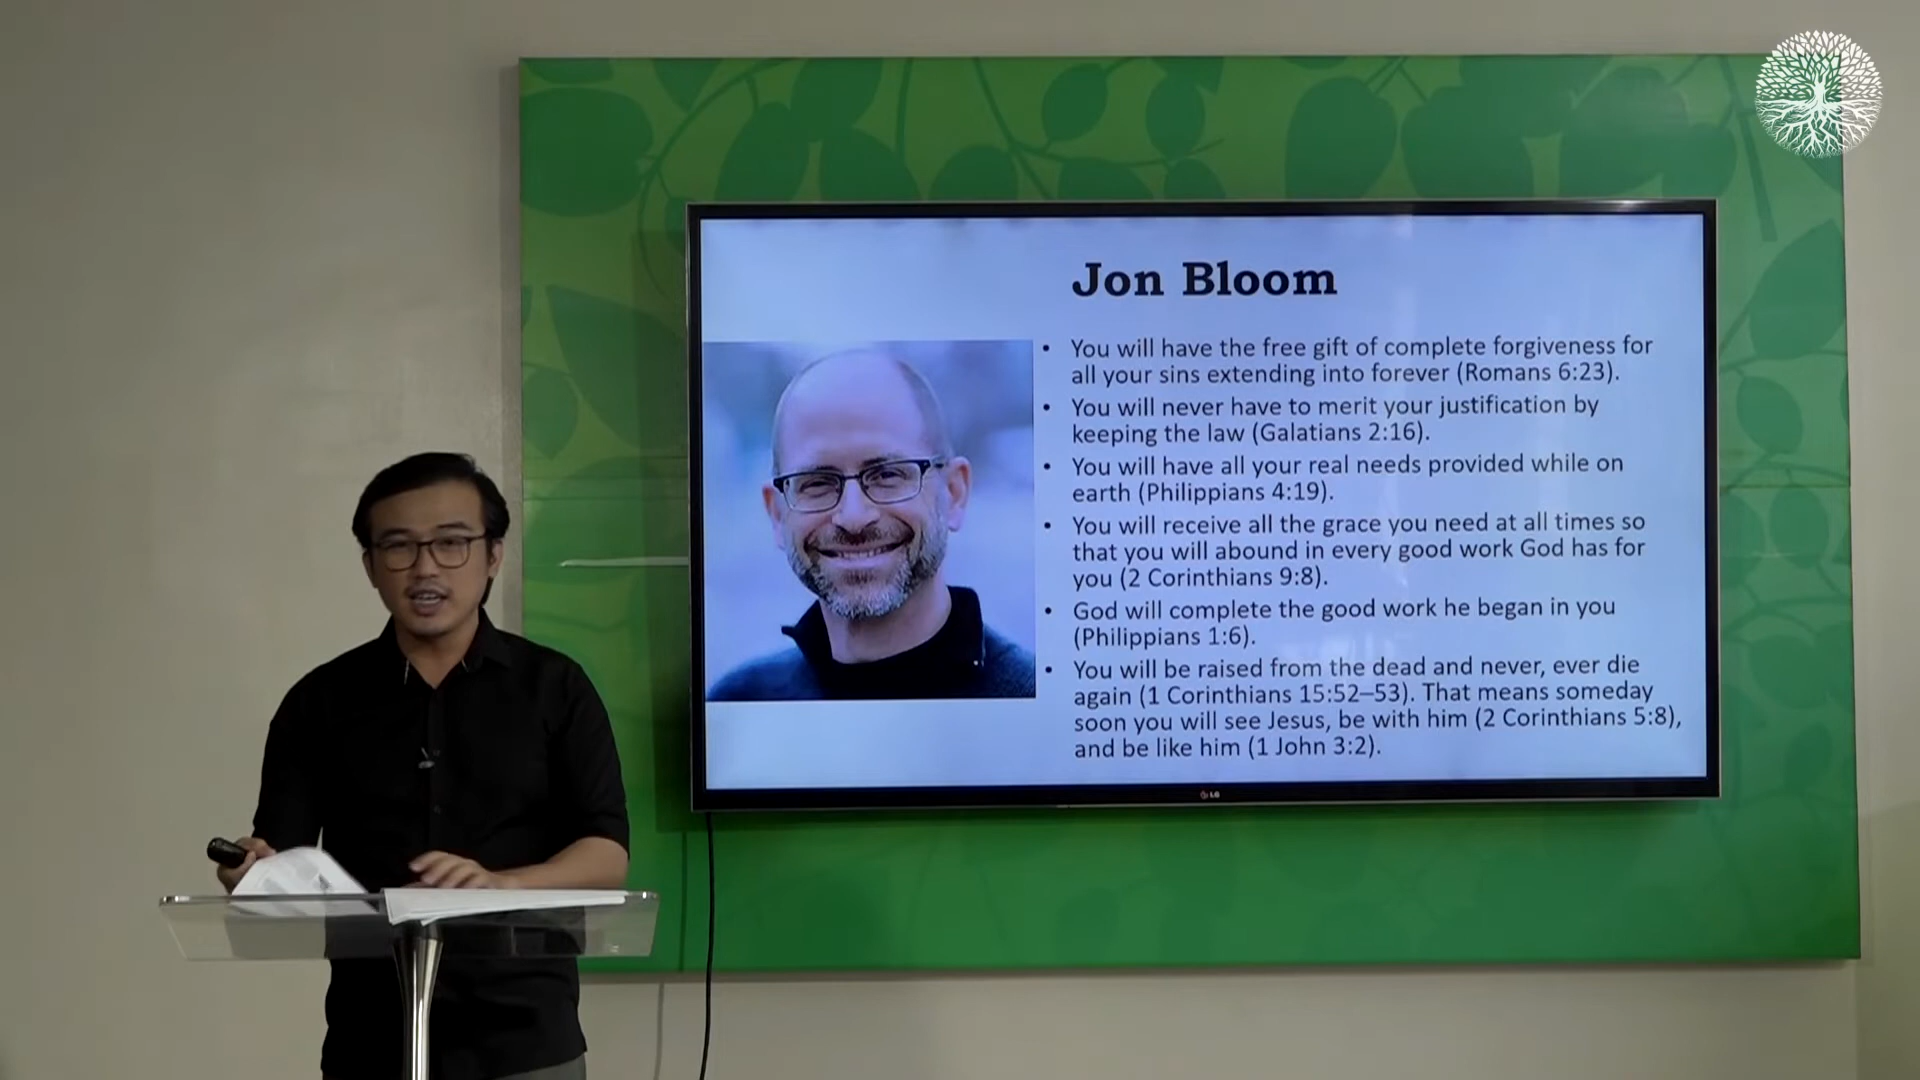 Jon Bloom
• You will have the free gift of complete forgiveness for
all your sins extending into forever (Romans 6:23).
• You will never have to merit your justification by
keeping the law (Galatians 2:16).
• You will have all your real needs provided while on
earth (Philippians 4:19).
• You will receive all the grace you need at all times so
that you will abound in every good work God has for
you (2 Corinthians 9:8).
• God will complete the good work he began in you
(Philippians 1:6).
• You will be raised from the dead and never, ever die
again (1 Corinthians 15:52–53). That means someday
soon you will see Jesus, be with him (2 Corinthians 5:8),
and be like him (1 John 3:2).
LG